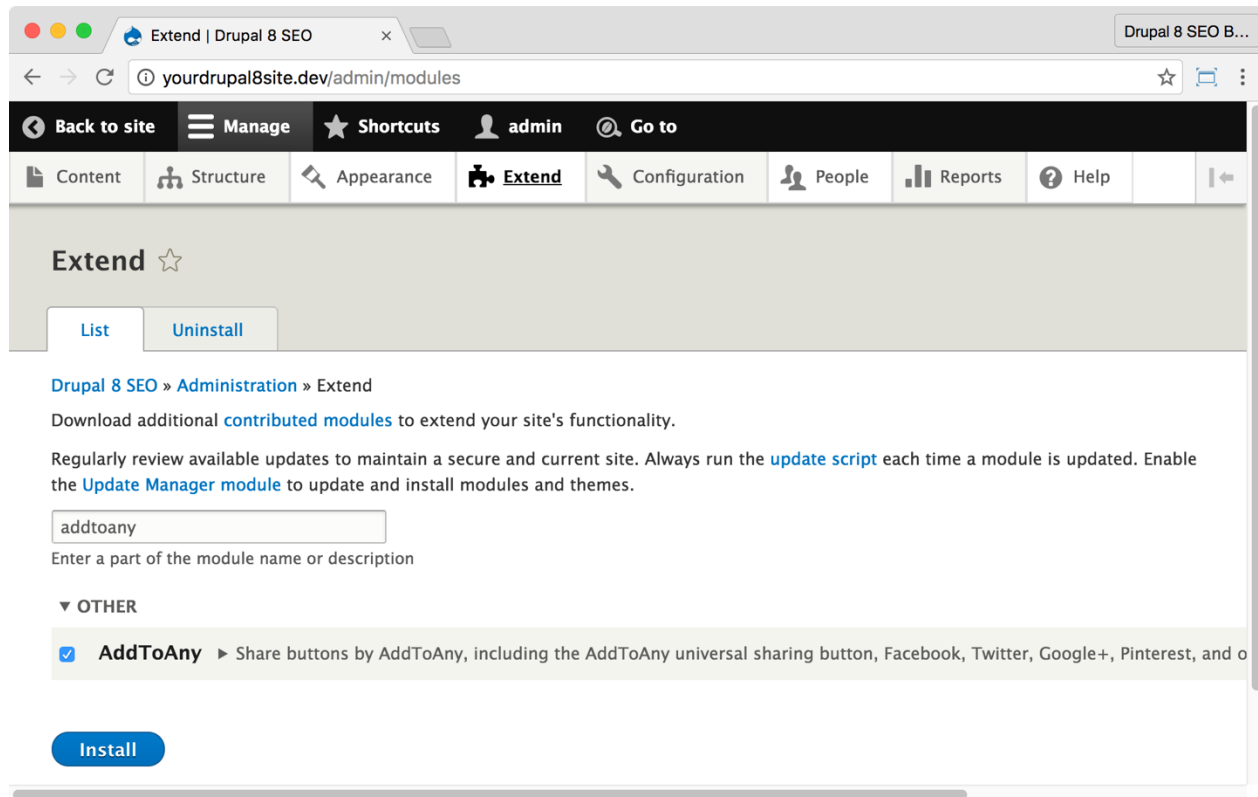 Extend | Drupal 8 SEO
Drupal 8 SEO B...
yourdrupal8site.dev/admin/modules
Back to site Manage Shortcuts admin Go to
Content Structure Appearance Extend Configuration People Reports Help
Extend
List Uninstall
Drupal 8 SEO » Administration » Extend
Download additional contributed modules to extend your site's functionality.
Regularly review available updates to maintain a secure and current site. Always run the update script each time a module is updated. Enable
the Update Manager module to update and install modules and themes.
addtoany
Enter a part of the module name or description
▼ OTHER
AddToAny ▶ Share buttons by AddToAny, including the AddToAny universal sharing button, Facebook, Twitter, Google+, Pinterest, and o
Install